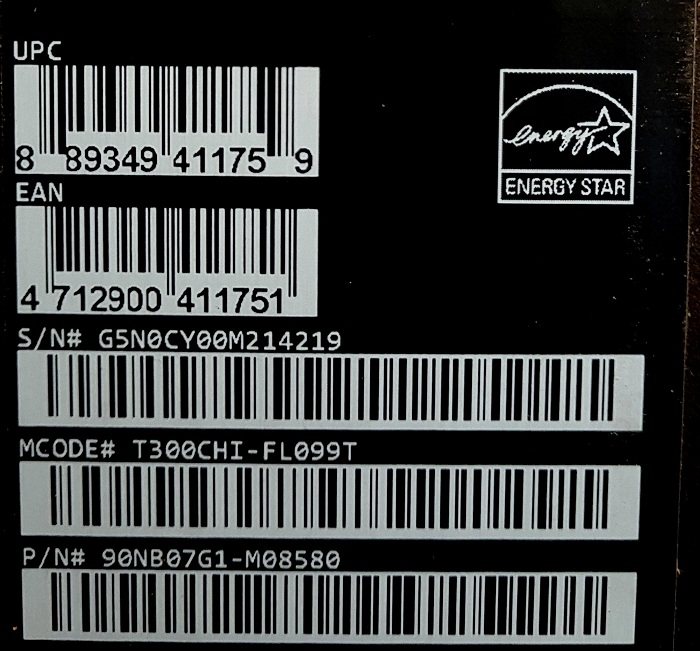 UPC
8 89349 41175 9
energy
ENERGY STAR
EAN
4 712900 411751
S/N# G5N0CY00M214219
MCODE# T300CHI-FL099T
P/N# 90NB07G1-M08580